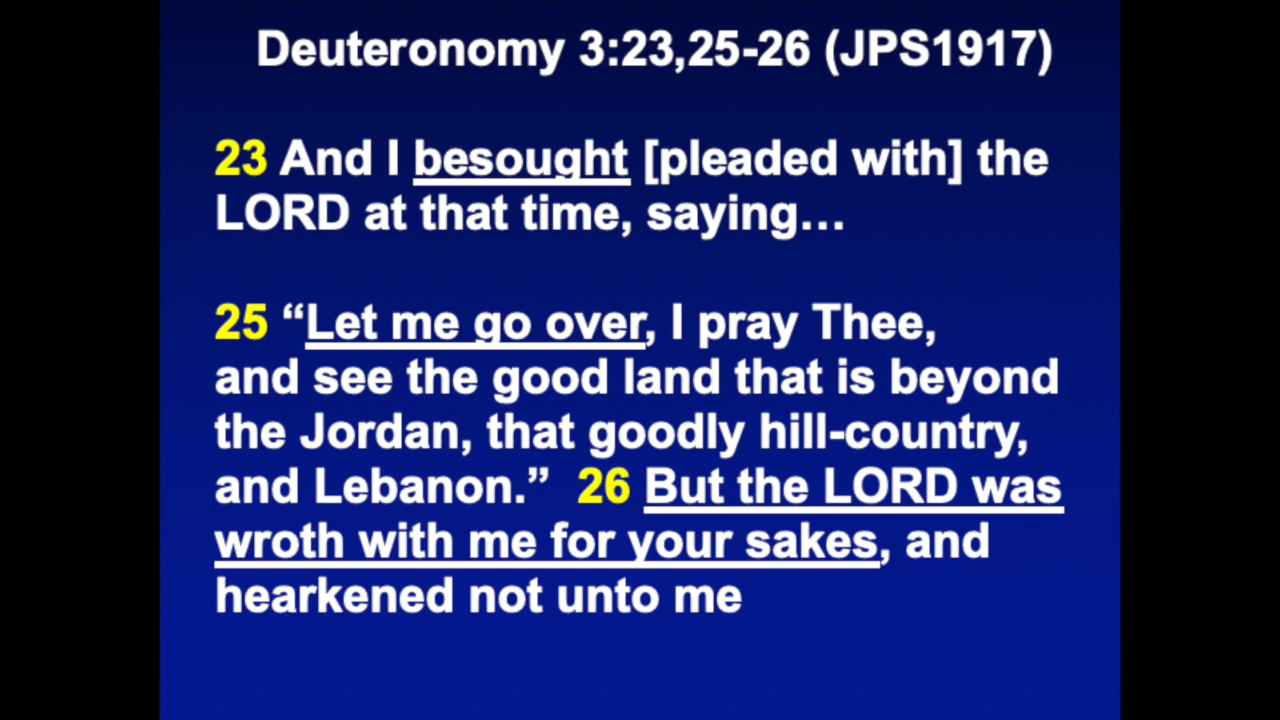 Deuteronomy 3:23,25-26 (JPS1917)
23 And I besought [pleaded with] the
LORD at that time, saying…
25 “Let me go over, I pray Thee,
and see the good land that is beyond
the Jordan, that goodly hill-country,
and Lebanon.”  26 But the LORD was
wroth with me for your sakes, and
hearkened not unto me